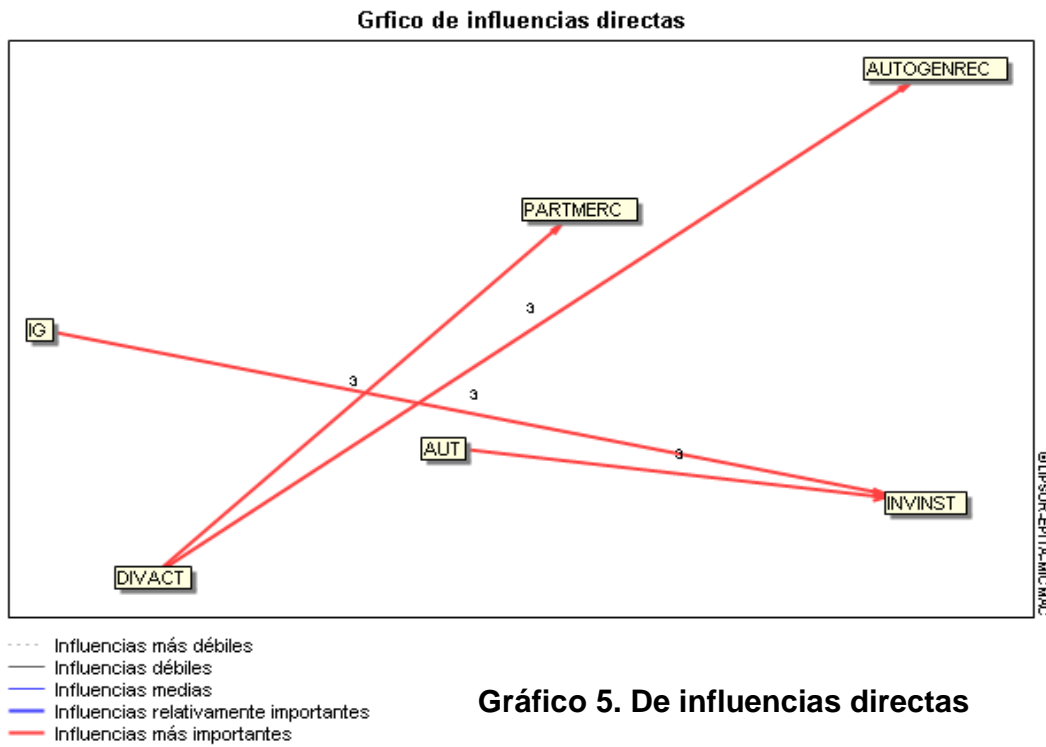 Grfico de influencias directas
AUTOGENREC
PARTMERC
3
IG
3
3
AUT
3
INVINST
DIVACT
©LIPSOR-EPITA-MICMAC
Influencias más débiles
Influencias débiles
Influencias medias
Influencias relativamente importantes
Influencias más importantes
Gráfico 5. De influencias directas